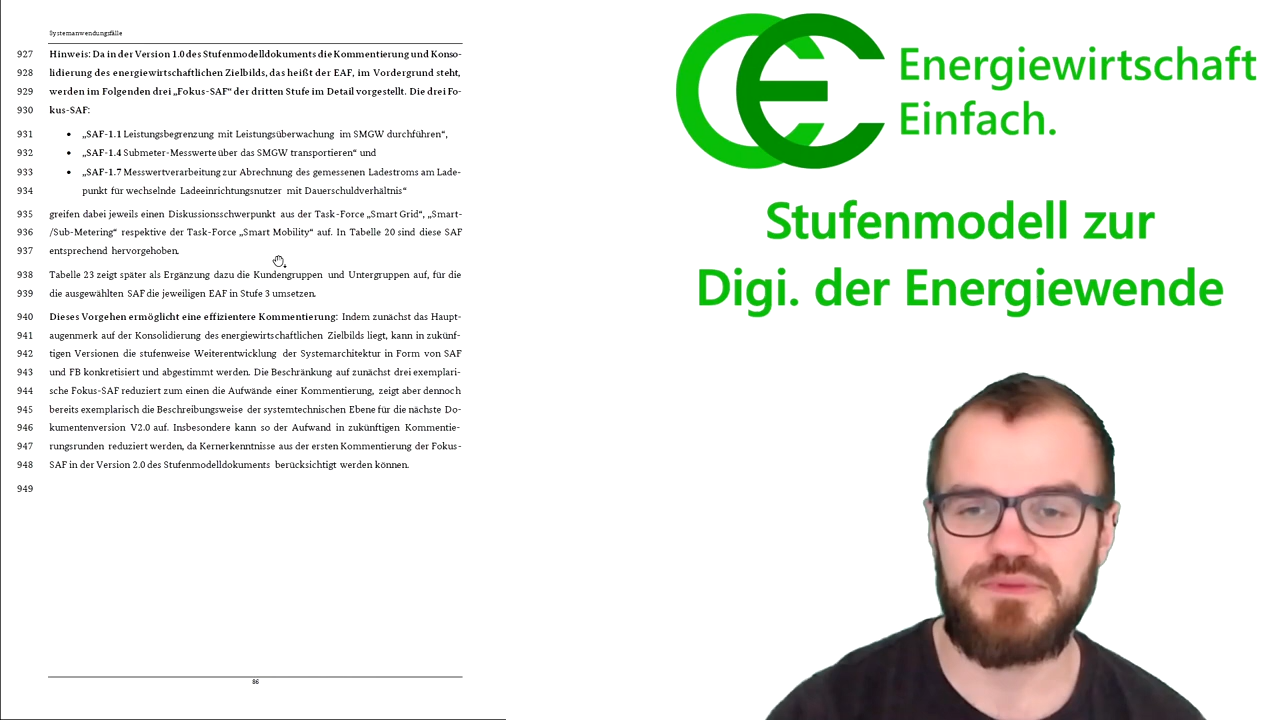 Systemanwendungsfälle
927 Hinweis: Da in der Version 1.0 des Stufenmodelldokuments die Kommentierung und Konso-
928 lidierung des energiewirtschaftlichen Zielbilds, das heißt der EAF, im Vordergrund steht,
929 werden im Folgenden drei „Fokus-SAF“ der dritten Stufe im Detail vorgestellt. Die drei Fo-
930 kus-SAF:
931 • „SAF-1.1 Leistungsbegrenzung mit Leistungsüberwachung im SMGW durchführen“,
932 • „SAF-1.4 Submeter-Messwerte über das SMGW transportieren“ und
933 • „SAF-1.7 Messwertverarbeitung zur Abrechnung des gemessenen Ladestroms am Lade-
934 punkt für wechselnde Ladeeinrichtungsnutzer mit Dauerschuldverhältnis“
935 greifen dabei jeweils einen Diskussionsschwerpunkt aus der Task-Force „Smart Grid“, „Smart-
936 /Sub-Metering“ respektive der Task-Force „Smart Mobility“ auf. In Tabelle 20 sind diese SAF
937 entsprechend hervorgehoben.
938 Tabelle 23 zeigt später als Ergänzung dazu die Kundengruppen und Untergruppen auf, für die
939 die ausgewählten SAF die jeweiligen EAF in Stufe 3 umsetzen.
940 Dieses Vorgehen ermöglicht eine effizientere Kommentierung: Indem zunächst das Haupt-
941 augenmerk auf der Konsolidierung des energiewirtschaftlichen Zielbilds liegt, kann in zukünf-
942 tigen Versionen die stufenweise Weiterentwicklung der Systemarchitektur in Form von SAF
943 und FB konkretisiert und abgestimmt werden. Die Beschränkung auf zunächst drei exemplari-
944 sche Fokus-SAF reduziert zum einen die Aufwände einer Kommentierung, zeigt aber dennoch
945 bereits exemplarisch die Beschreibungsweise der systemtechnischen Ebene für die nächste Do-
946 kumentenversion V2.0 auf. Insbesondere kann so der Aufwand in zukünftigen Kommentie-
947 rungsrunden reduziert werden, da Kernerkenntnisse aus der ersten Kommentierung der Fokus-
948 SAF in der Version 2.0 des Stufenmodelldokuments berücksichtigt werden können.
949
86
Energiewirtschaft
Einfach.
Stufenmodell zur
Digi. der Energiewende